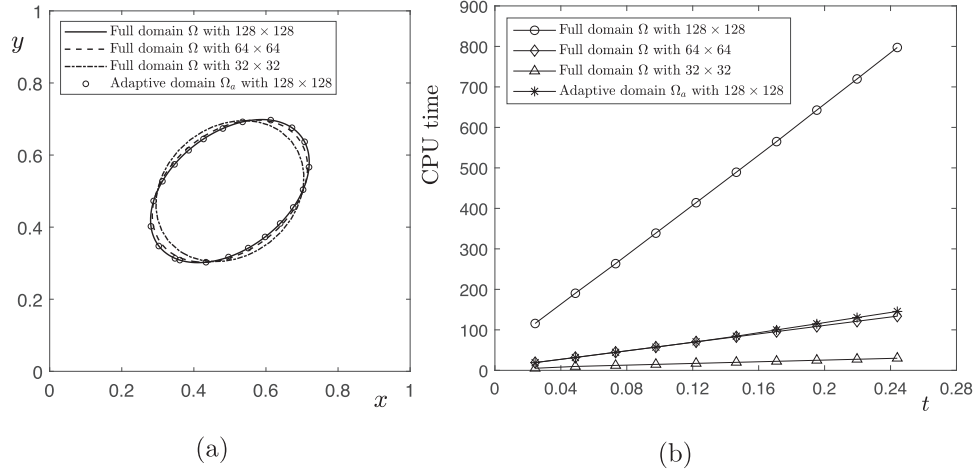 y
1
0.8
0.6
0.4
0.2
0
0
0.2
0.4
0.6
0.8
1
x
Full domain Ω with 128 × 128
Full domain Ω with 64 × 64
Full domain Ω with 32 × 32
Adaptive domain Ωa with 128 × 128
(a)
CPU time
900
800
700
600
500
400
300
200
100
0
0
0.04
0.08
0.12
0.16
0.2
0.24
0.28
t
Full domain Ω with 128 × 128
Full domain Ω with 64 × 64
Full domain Ω with 32 × 32
Adaptive domain Ωa with 128 × 128
(b)